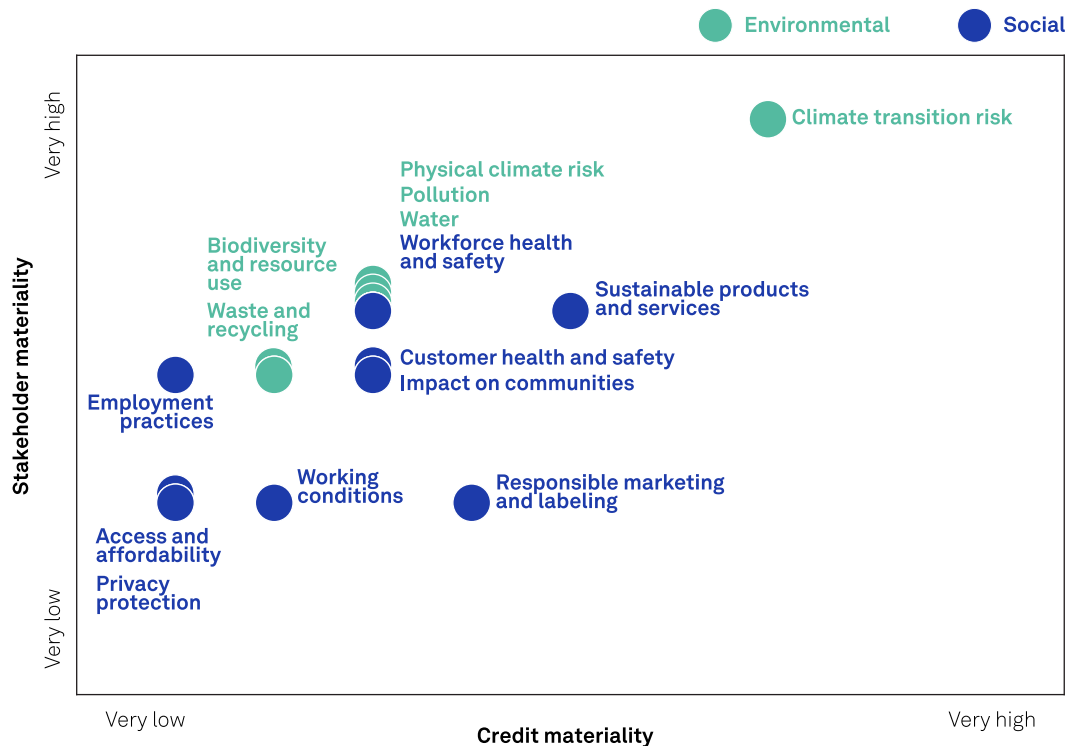 Environmental
Social
Very high
Climate transition risk
Physical climate risk
Pollution
Water
Workforce health
and safety
Biodiversity
and resource
use
Waste and
recycling
Sustainable products
and services
Customer health and safety
Impact on communities
Employment
practices
Stakeholder materiality
Working
conditions
Responsible marketing
and labeling
Access and
affordability
Privacy
protection
Very low
Very low
Credit materiality
Very high